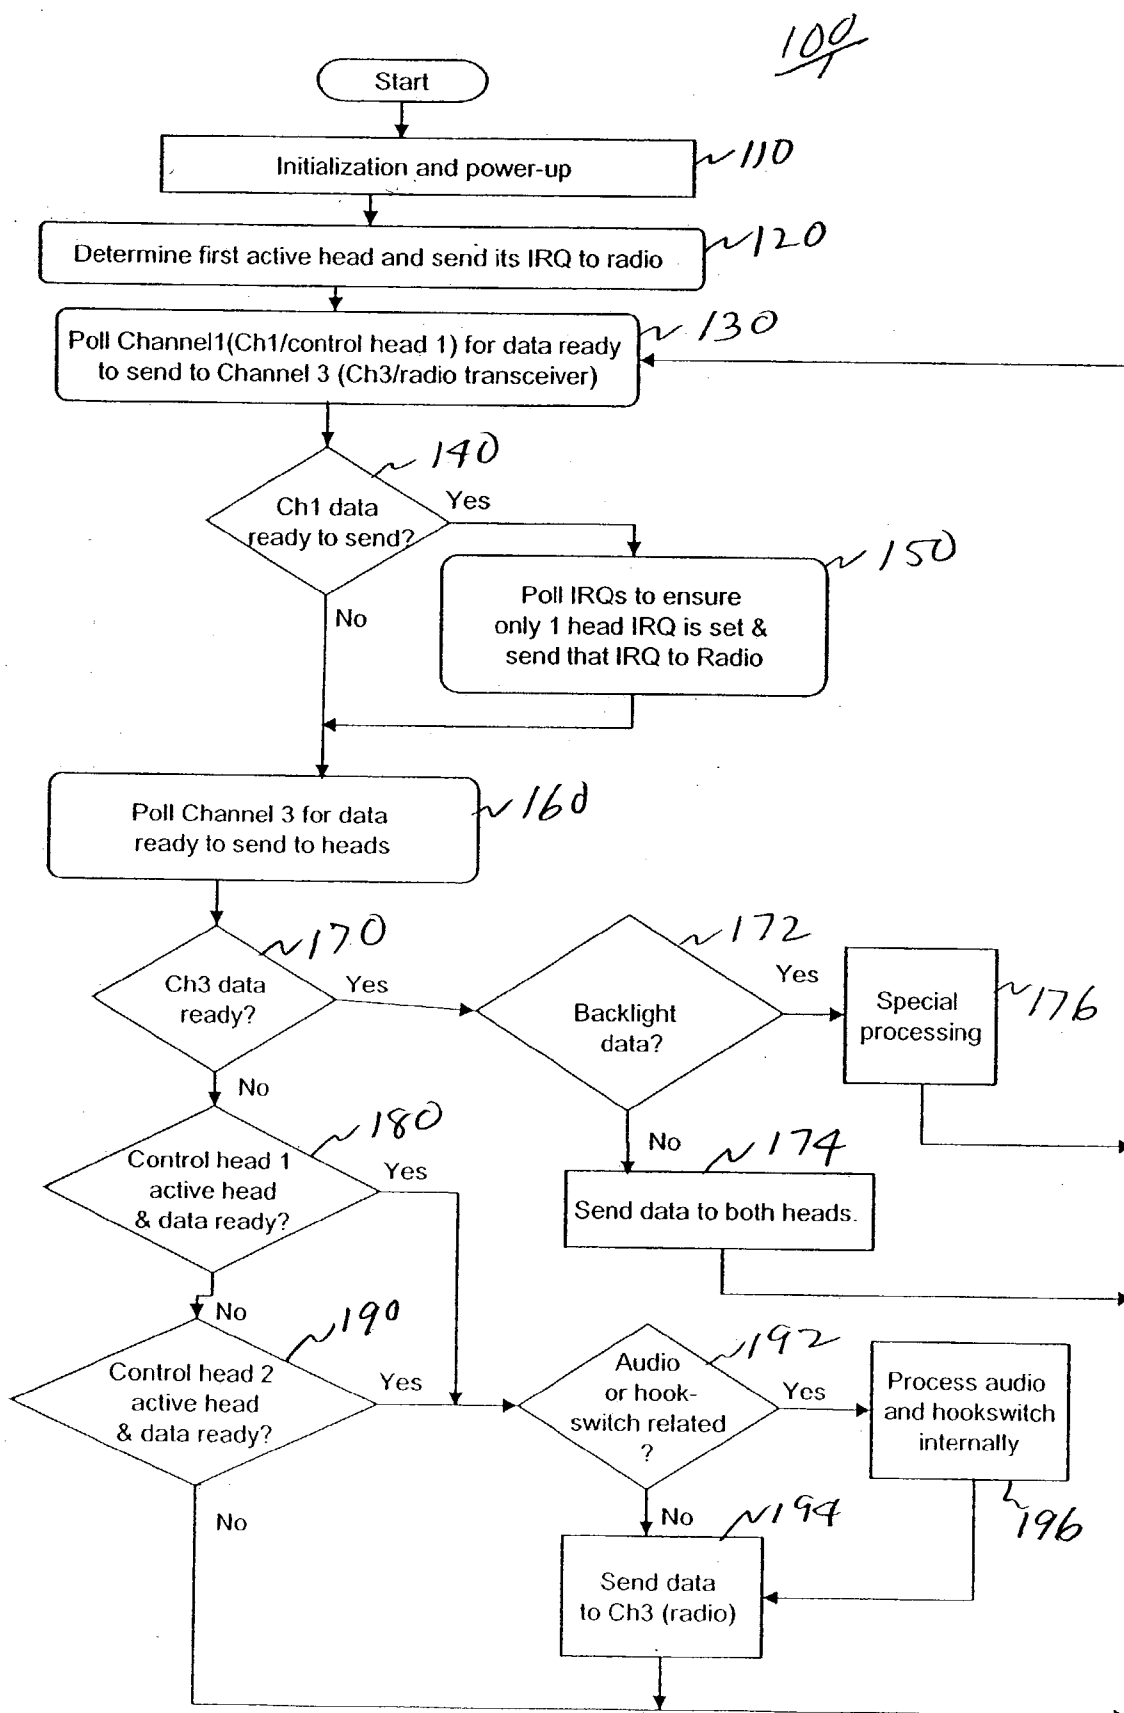 100
Start
Initialization and power-up
110
Determine first active head and send its IRQ to radio
120
Poll Channel1(Ch1/control head 1) for data ready
to send to Channel 3 (Ch3/radio transceiver)
130
140
Ch1 data
ready to send?
Yes
No
150
Poll IRQs to ensure
only 1 head IRQ is set &
send that IRQ to Radio
Poll Channel 3 for data
ready to send to heads
160
170
Ch3 data
ready?
Yes
No
172
Backlight
data?
Yes
No
Special
processing
176
174
Send data to both heads.
180
Control head 1
active head
& data ready?
Yes
No
190
Control head 2
active head
& data ready?
Yes
No
192
Audio
or hook-
switch related
?
Yes
No
Process audio
and hookswitch
internally
196
194
Send data
to Ch3 (radio)